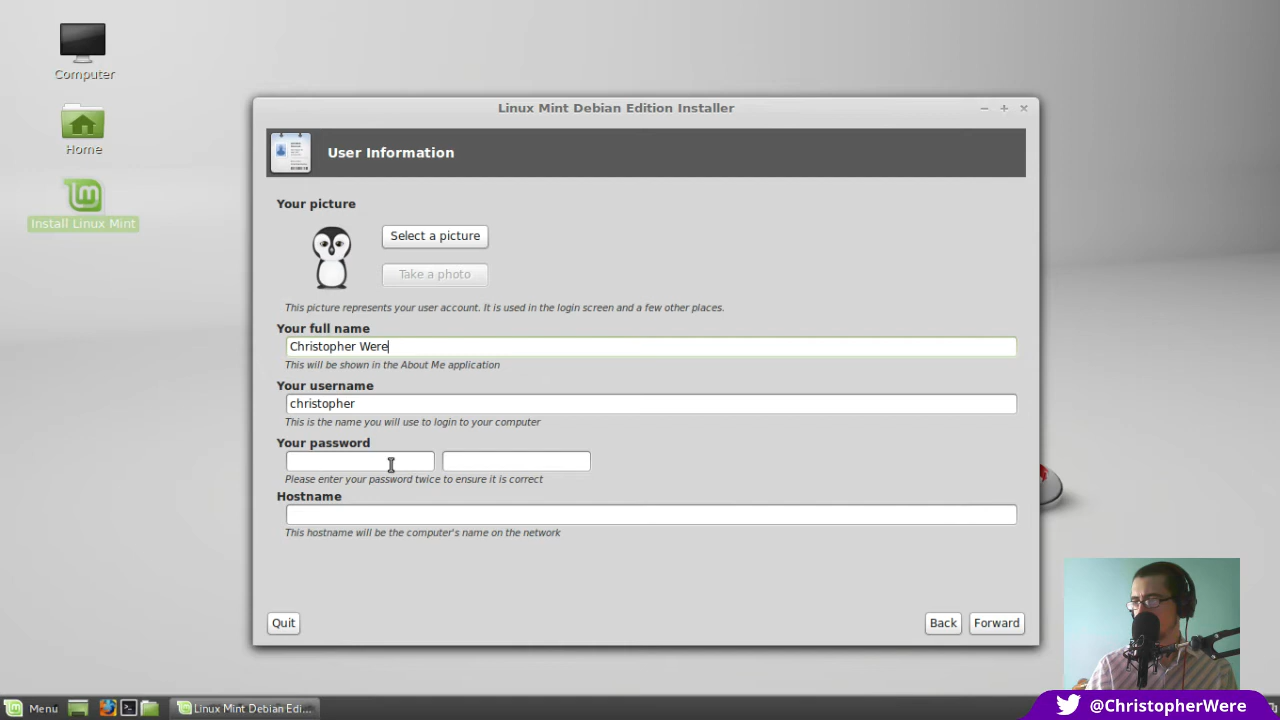 Computer
Home
Install Linux Mint
Linux Mint Debian Edition Installer
User Information
Your picture
Select a picture
Take a photo
This picture represents your user account. It is used in the login screen and a few other places.
Your full name
Christopher Were
This will be shown in the About Me application
Your username
christopher
This is the name you will use to login to your computer
Your password
Please enter your password twice to ensure it is correct
Hostname
This hostname will be the computer's name on the network
Quit
Back
Forward
Menu
Linux Mint Debian Edi...
@ChristopherWere